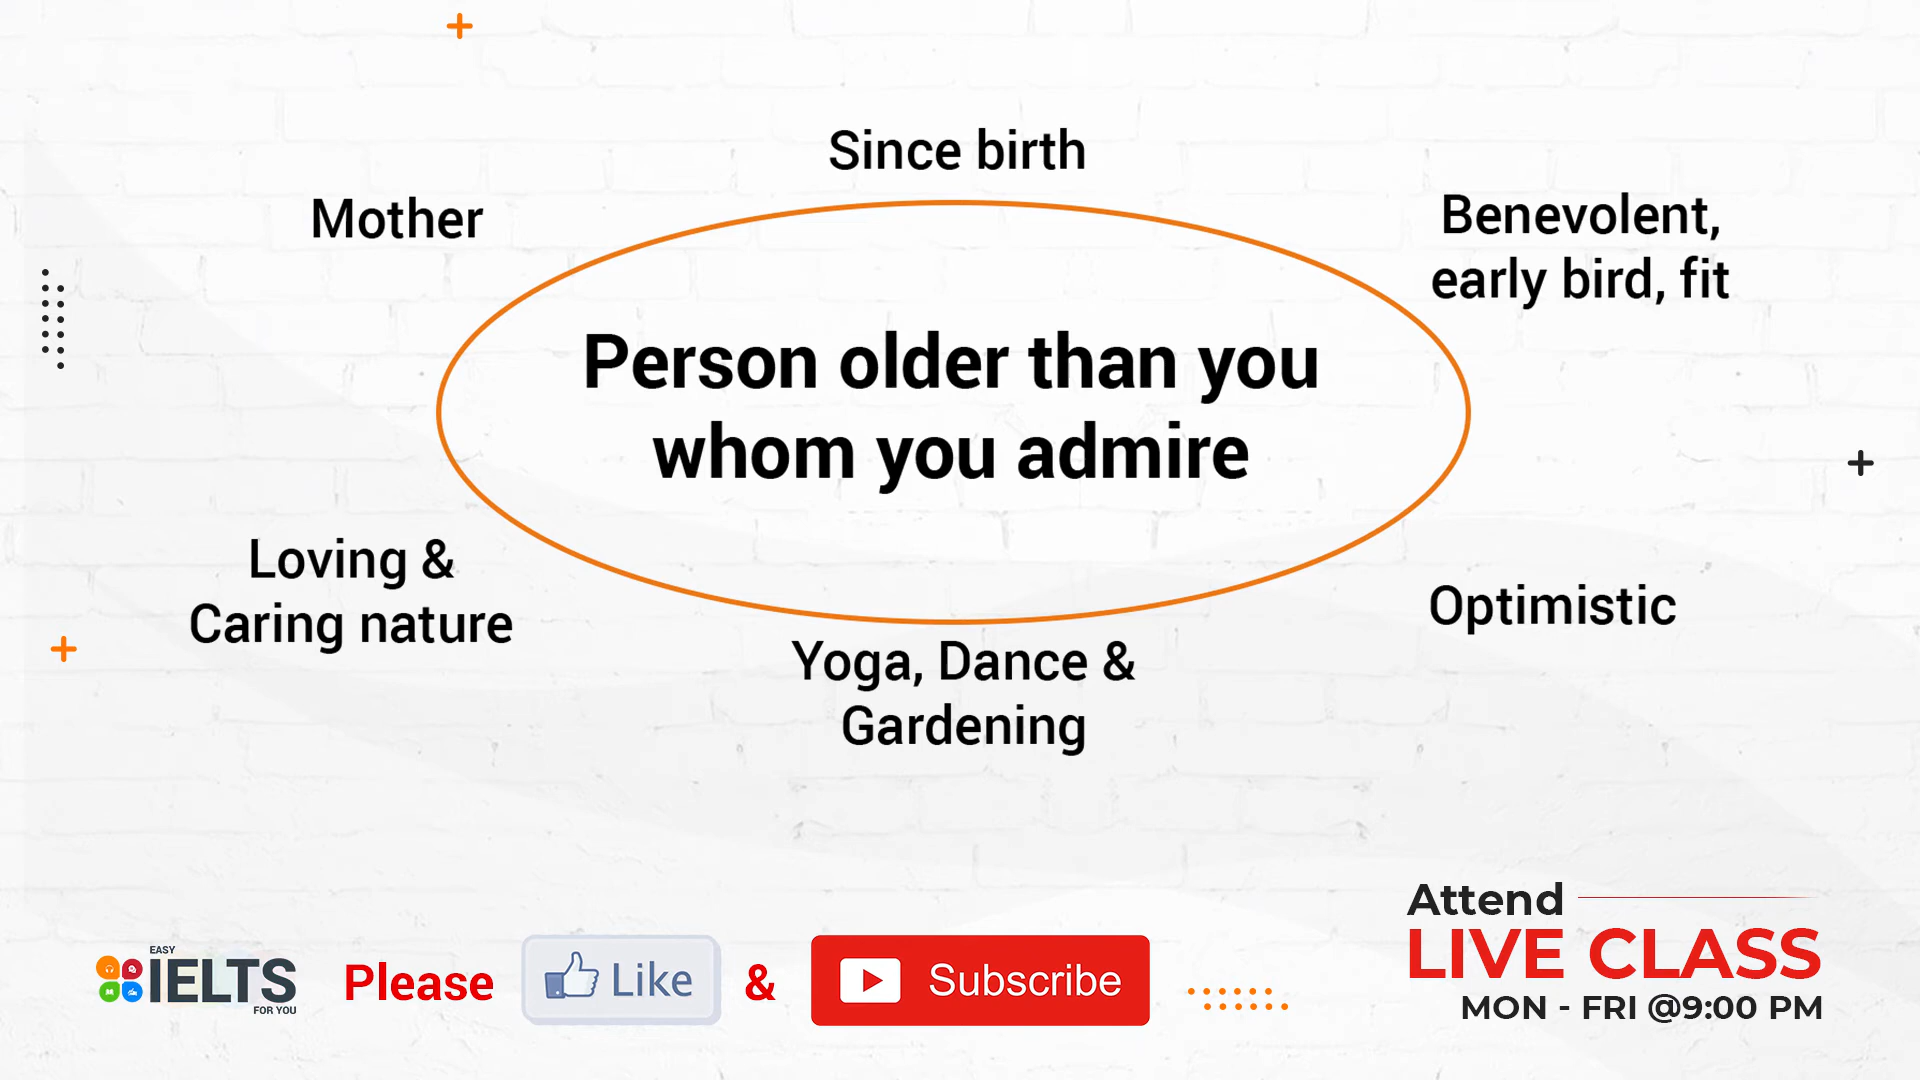 Since birth
Mother
Benevolent,
early bird, fit
Person older than you
whom you admire
Loving &
Caring nature
Optimistic
Yoga, Dance &
Gardening
EASY
IELTS
FOR YOU
Please
Like
&
Subscribe
Attend
LIVE CLASS
MON - FRI @9:00 PM